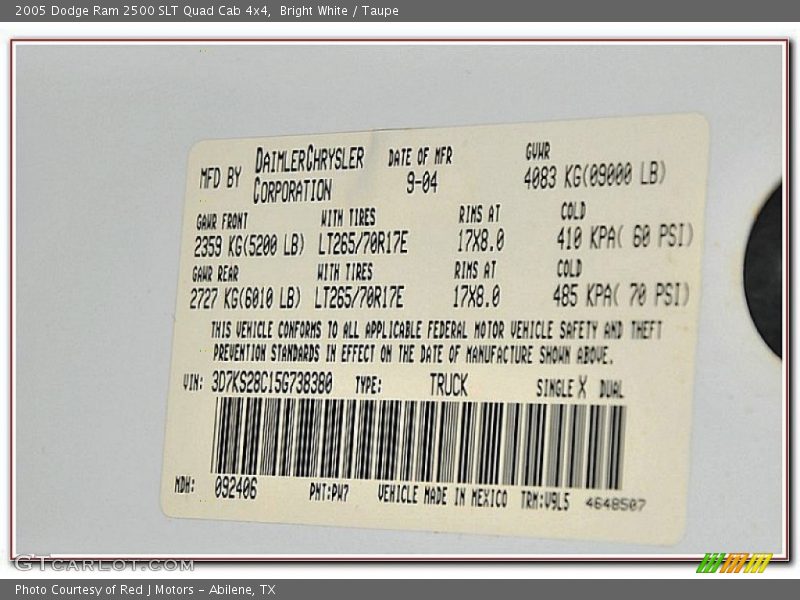 2005 Dodge Ram 2500 SLT Quad Cab 4x4, Bright White / Taupe
MFD BY DAIMLERCHRYSLER CORPORATION DATE OF MFR 9-04 GVWR 4083 KG(09000 LB)
GAWR FRONT WITH TIRES RIMS AT COLD
2359 KG(5200 LB) LT265/70R17E 17X8.0 410 KPA( 60 PSI)
GAWR REAR WITH TIRES RIMS AT COLD
2727 KG(6010 LB) LT265/70R17E 17X8.0 485 KPA( 70 PSI)
THIS VEHICLE CONFORMS TO ALL APPLICABLE FEDERAL MOTOR VEHICLE SAFETY AND THEFT
PREVENTION STANDARDS IN EFFECT ON THE DATE OF MANUFACTURE SHOWN ABOVE.
VIN: 3D7KS28C15G738380 TYPE: TRUCK SINGLE X DUAL
MDH: 092406 PNT:PW7 VEHICLE MADE IN MEXICO TRM:V9L5 4648507
GTCARLOT.COM
Photo Courtesy of Red J Motors - Abilene, TX